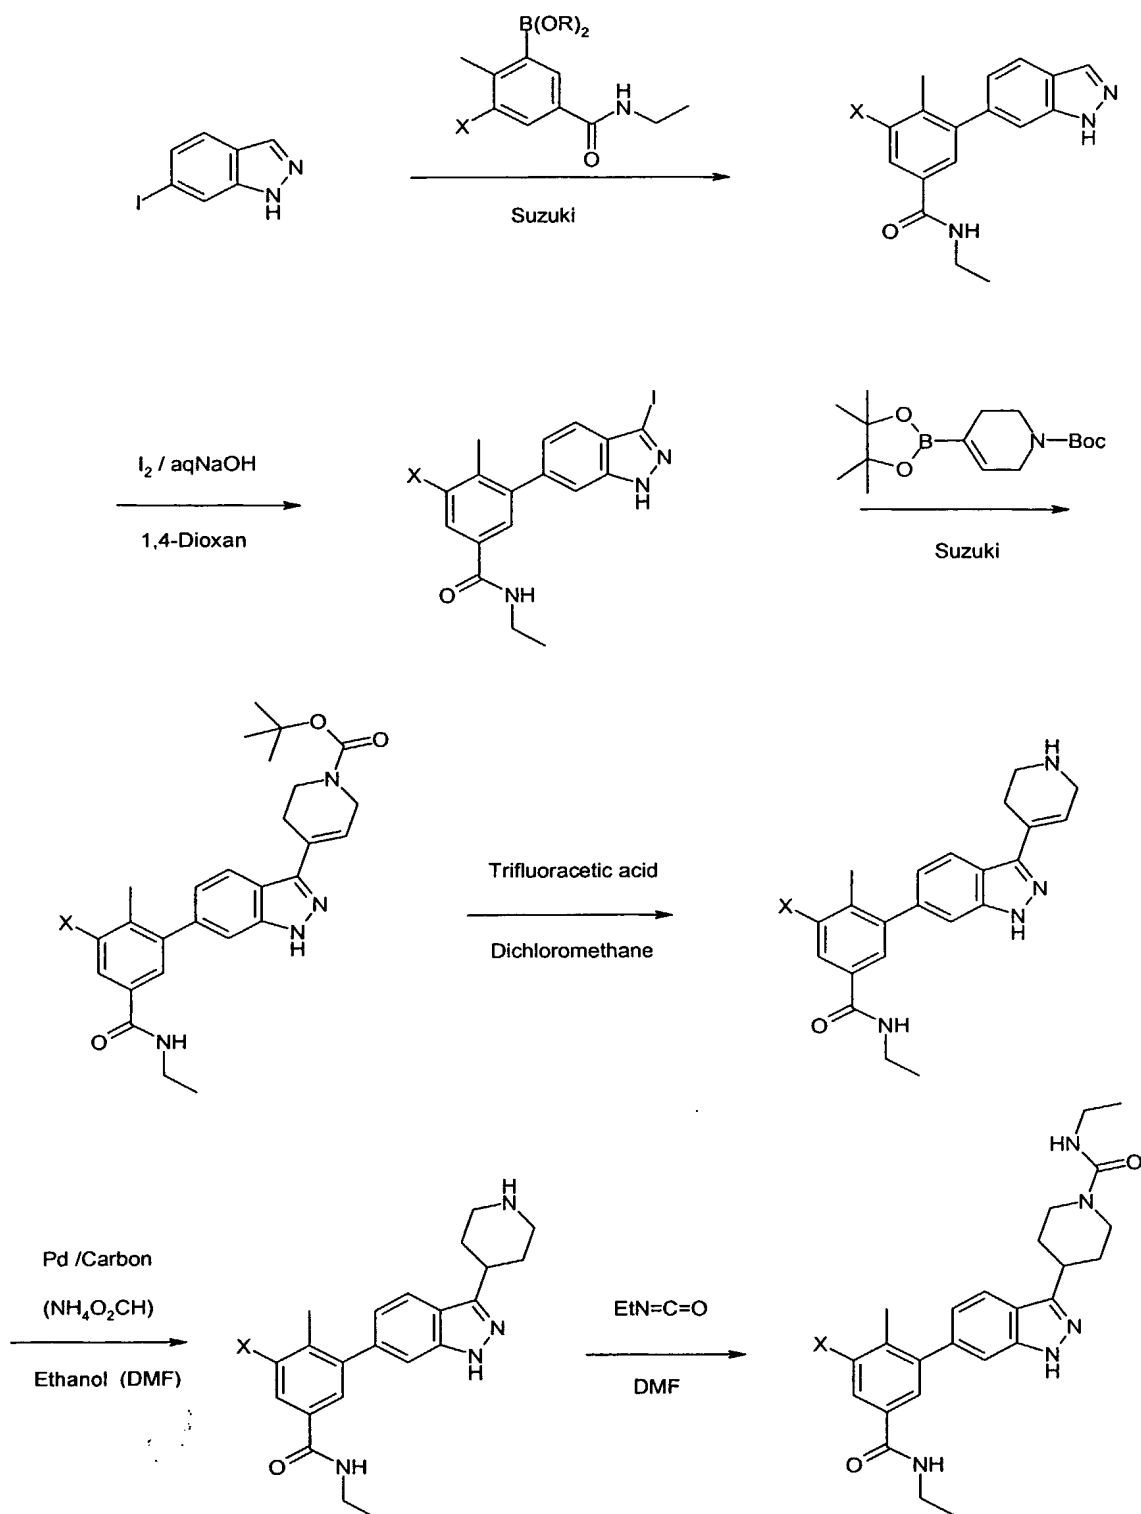 B(OR)2
X
H
N
O
I
N
N
H
Suzuki
X
N
N
H
O
NH
I2 / aqNaOH
1,4-Dioxan
I
X
N
N
H
O
NH
O
B
O
N
Boc
Suzuki
O
O
N
X
N
N
H
O
NH
Trifluoracetic acid
Dichloromethane
H
N
X
N
N
H
O
NH
Pd /Carbon
(NH4O2CH)
Ethanol (DMF)
H
N
X
N
N
H
O
NH
EtN=C=O
DMF
HN
O
N
X
N
N
H
O
NH